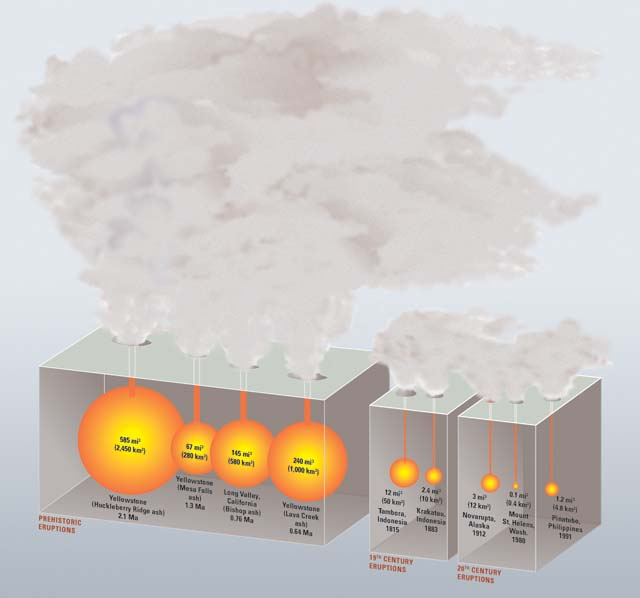 585 mi³
(2,450 km³)
Yellowstone
(Huckleberry Ridge ash)
2.1 Ma
67 mi³
(280 km³)
Yellowstone
(Mesa Falls
ash)
1.3 Ma
145 mi³
(580 km³)
Long Valley,
California
(Bishop ash)
0.76 Ma
240 mi³
(1,000 km³)
Yellowstone
(Lava Creek
ash)
0.64 Ma
PREHISTORIC
ERUPTIONS
12 mi³
(50 km³)
Tambora,
Indonesia
1815
2.4 mi³
(10 km³)
Krakatau,
Indonesia
1883
19TH CENTURY
ERUPTIONS
3 mi³
(12 km³)
Novarupta,
Alaska
1912
0.1 mi³
(0.4 km³)
Mount
St. Helens,
Wash.
1980
1.2 mi³
(4.8 km³)
Pinatubo,
Philippines
1991
20TH CENTURY
ERUPTIONS